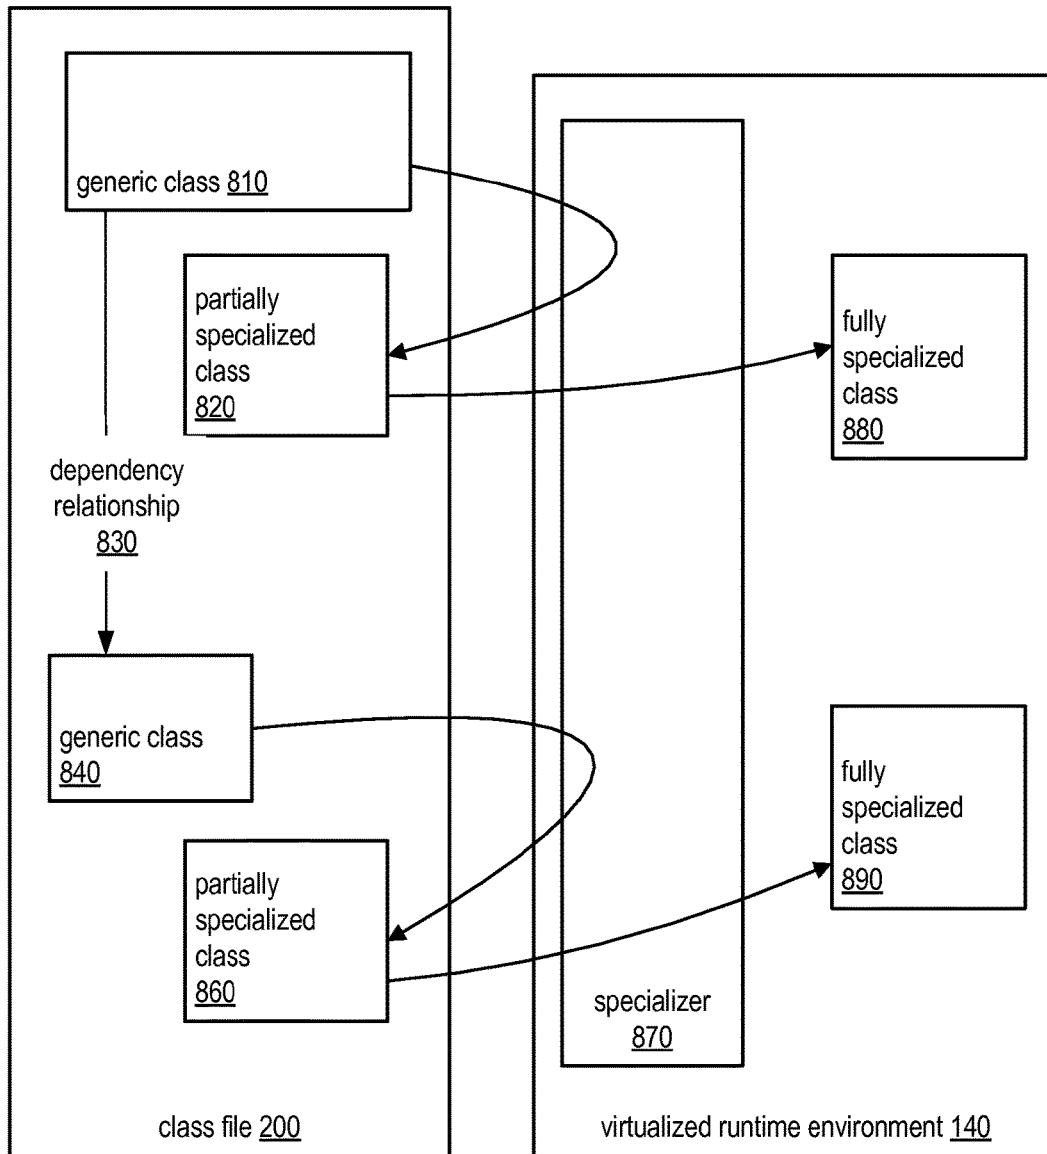 generic class 810
partially
specialized
class
820
fully
specialized
class
880
dependency
relationship
830
generic class
840
fully
specialized
class
890
partially
specialized
class
860
specializer
870
class file 200
virtualized runtime environment 140